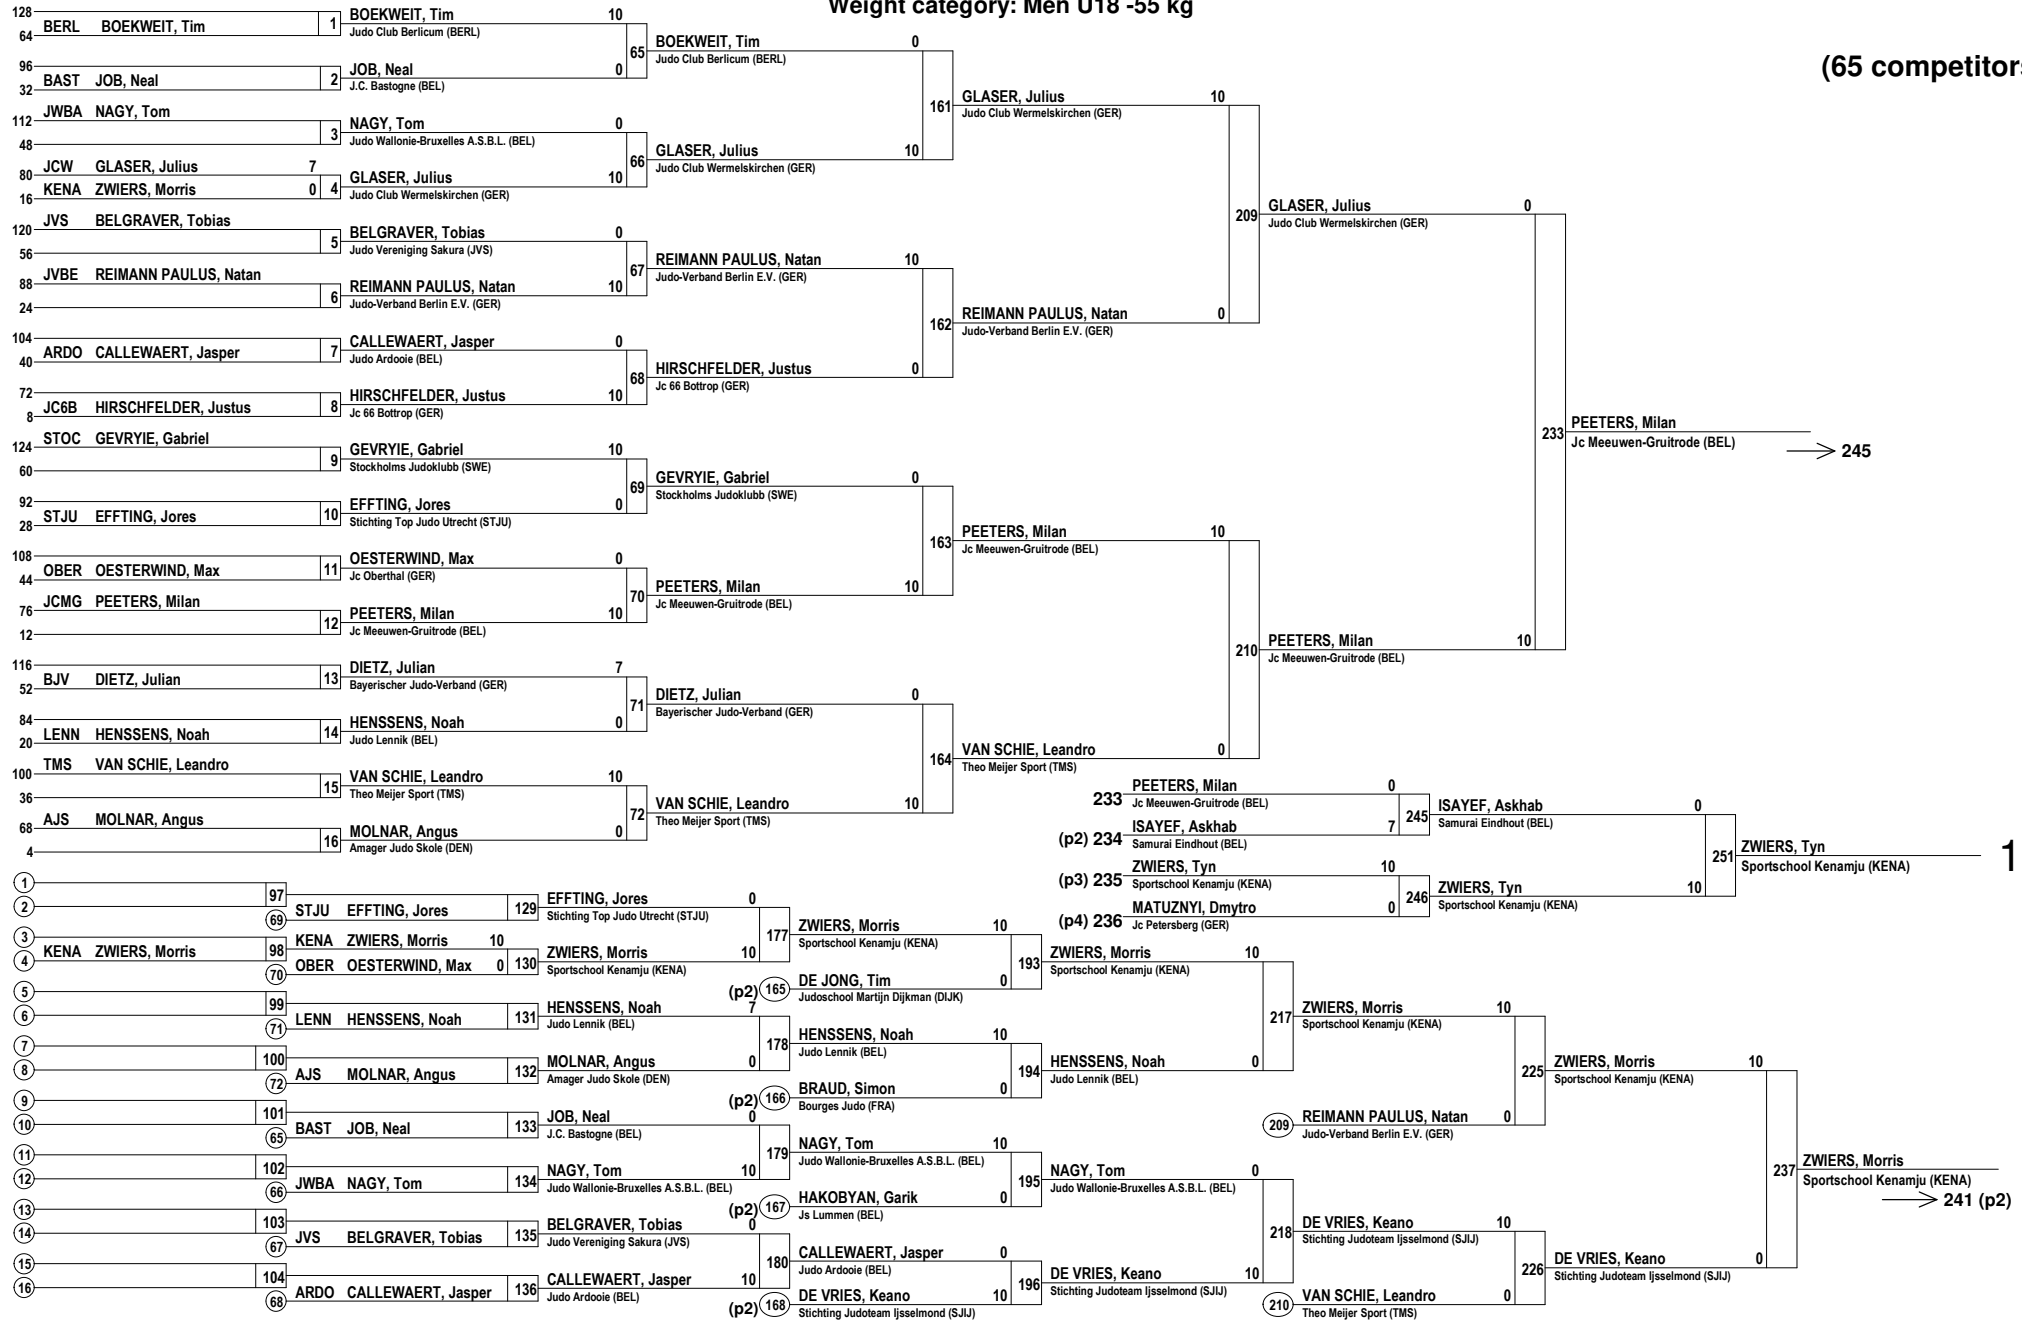 Weight category: Men U18 -55 kg
(65 competitors
128
64 BERL BOEKWEIT, Tim 1
BOEKWEIT, Tim 10
Judo Club Berlicum (BERL)
96
32 BAST JOB, Neal 2
JOB, Neal 0
J.C. Bastogne (BEL)
65
BOEKWEIT, Tim 0
Judo Club Berlicum (BERL)
112 JWBA NAGY, Tom
48 3
NAGY, Tom 0
Judo Wallonie-Bruxelles A.S.B.L. (BEL)
80 JCW GLASER, Julius 7
16 KENA ZWIERS, Morris 0 4
GLASER, Julius 10
Judo Club Wermelskirchen (GER)
66
GLASER, Julius 10
Judo Club Wermelskirchen (GER)
161
GLASER, Julius 10
Judo Club Wermelskirchen (GER)
120 JVS BELGRAVER, Tobias
56 5
BELGRAVER, Tobias 0
Judo Vereniging Sakura (JVS)
88 JVBE REIMANN PAULUS, Natan
24 6
REIMANN PAULUS, Natan 10
Judo-Verband Berlin E.V. (GER)
67
REIMANN PAULUS, Natan 10
Judo-Verband Berlin E.V. (GER)
104
40 ARDO CALLEWAERT, Jasper 7
CALLEWAERT, Jasper 0
Judo Ardooie (BEL)
72
8 JC6B HIRSCHFELDER, Justus 8
HIRSCHFELDER, Justus 10
Jc 66 Bottrop (GER)
68
HIRSCHFELDER, Justus 0
Jc 66 Bottrop (GER)
162
REIMANN PAULUS, Natan 0
Judo-Verband Berlin E.V. (GER)
209
GLASER, Julius 0
Judo Club Wermelskirchen (GER)
124 STOC GEVRYIE, Gabriel
60 9
GEVRYIE, Gabriel 10
Stockholms Judoklubb (SWE)
92
28 STJU EFFTING, Jores 10
EFFTING, Jores 0
Stichting Top Judo Utrecht (STJU)
69
GEVRYIE, Gabriel 0
Stockholms Judoklubb (SWE)
108
44 OBER OESTERWIND, Max 11
OESTERWIND, Max 0
Jc Oberthal (GER)
76 JCMG PEETERS, Milan
12 12
PEETERS, Milan 10
Jc Meeuwen-Gruitrode (BEL)
70
PEETERS, Milan 10
Jc Meeuwen-Gruitrode (BEL)
163
PEETERS, Milan 10
Jc Meeuwen-Gruitrode (BEL)
116
52 BJV DIETZ, Julian 13
DIETZ, Julian 7
Bayerischer Judo-Verband (GER)
84
20 LENN HENSSENS, Noah 14
HENSSENS, Noah 0
Judo Lennik (BEL)
71
DIETZ, Julian 0
Bayerischer Judo-Verband (GER)
100 TMS VAN SCHIE, Leandro
36 15
VAN SCHIE, Leandro 10
Theo Meijer Sport (TMS)
68 AJS MOLNAR, Angus
4 16
MOLNAR, Angus 0
Amager Judo Skole (DEN)
72
VAN SCHIE, Leandro 10
Theo Meijer Sport (TMS)
164
VAN SCHIE, Leandro 0
Theo Meijer Sport (TMS)
210
PEETERS, Milan 10
Jc Meeuwen-Gruitrode (BEL)
233
PEETERS, Milan
Jc Meeuwen-Gruitrode (BEL)
245
233 PEETERS, Milan 0
Jc Meeuwen-Gruitrode (BEL)
(p2) 234 ISAYEF, Askhab 7
Samurai Eindhout (BEL)
245
ISAYEF, Askhab 0
Samurai Eindhout (BEL)
(p3) 235 ZWIERS, Tyn 10
Sportschool Kenamju (KENA)
(p4) 236 MATUZNYI, Dmytro 0
Jc Petersberg (GER)
246
ZWIERS, Tyn 10
Sportschool Kenamju (KENA)
251
ZWIERS, Tyn 1
Sportschool Kenamju (KENA)
1
2 97
69 STJU EFFTING, Jores 129
EFFTING, Jores 0
Stichting Top Judo Utrecht (STJU)
3
4 KENA ZWIERS, Morris 98
KENA ZWIERS, Morris 10
70 OBER OESTERWIND, Max 0 130
ZWIERS, Morris 10
Sportschool Kenamju (KENA)
177
ZWIERS, Morris 10
Sportschool Kenamju (KENA)
(p2) 165 DE JONG, Tim 0
Judoschool Martijn Dijkman (DIJK)
193
ZWIERS, Morris 10
Sportschool Kenamju (KENA)
5
6 99
71 LENN HENSSENS, Noah 131
HENSSENS, Noah 7
Judo Lennik (BEL)
7
8 100
72 AJS MOLNAR, Angus 132
MOLNAR, Angus 0
Amager Judo Skole (DEN)
178
HENSSENS, Noah 10
Judo Lennik (BEL)
(p2) 166 BRAUD, Simon 0
Bourges Judo (FRA)
194
HENSSENS, Noah 0
Judo Lennik (BEL)
217
ZWIERS, Morris 10
Sportschool Kenamju (KENA)
209 REIMANN PAULUS, Natan 0
Judo-Verband Berlin E.V. (GER)
225
ZWIERS, Morris 10
Sportschool Kenamju (KENA)
9
10 101
65 BAST JOB, Neal 133
JOB, Neal 0
J.C. Bastogne (BEL)
11
12 102
66 JWBA NAGY, Tom 134
NAGY, Tom 10
Judo Wallonie-Bruxelles A.S.B.L. (BEL)
179
NAGY, Tom 10
Judo Wallonie-Bruxelles A.S.B.L. (BEL)
(p2) 167 HAKOBYAN, Garik 0
Js Lummen (BEL)
195
NAGY, Tom 0
Judo Wallonie-Bruxelles A.S.B.L. (BEL)
13
14 103
67 JVS BELGRAVER, Tobias 135
BELGRAVER, Tobias 0
Judo Vereniging Sakura (JVS)
15
16 104
68 ARDO CALLEWAERT, Jasper 136
CALLEWAERT, Jasper 10
Judo Ardooie (BEL)
180
CALLEWAERT, Jasper 0
Judo Ardooie (BEL)
(p2) 168 DE VRIES, Keano 10
Stichting Judoteam Ijsselmond (SJIJ)
196
DE VRIES, Keano 10
Stichting Judoteam Ijsselmond (SJIJ)
218
DE VRIES, Keano 10
Stichting Judoteam Ijsselmond (SJIJ)
210 VAN SCHIE, Leandro 0
Theo Meijer Sport (TMS)
226
DE VRIES, Keano 0
Stichting Judoteam Ijsselmond (SJIJ)
237
ZWIERS, Morris
Sportschool Kenamju (KENA)
241 (p2)